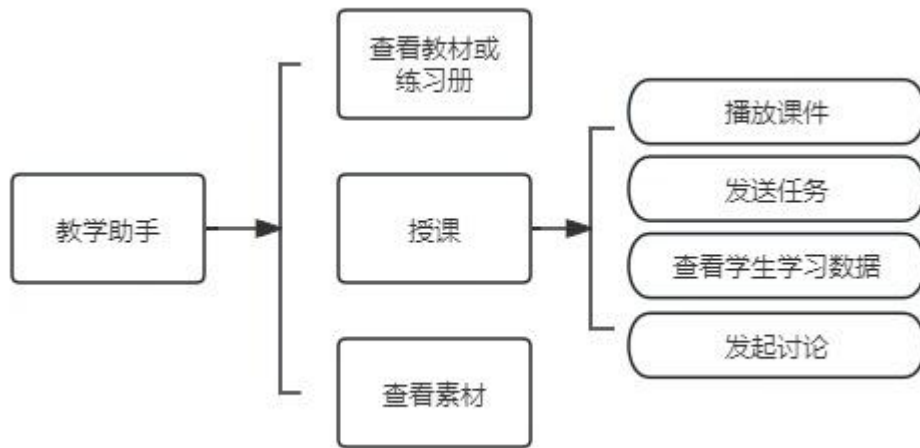 查看教材或
练习册
播放课件
发送任务
教学助手
授课
查看学生学习数据
发起讨论
查看素材